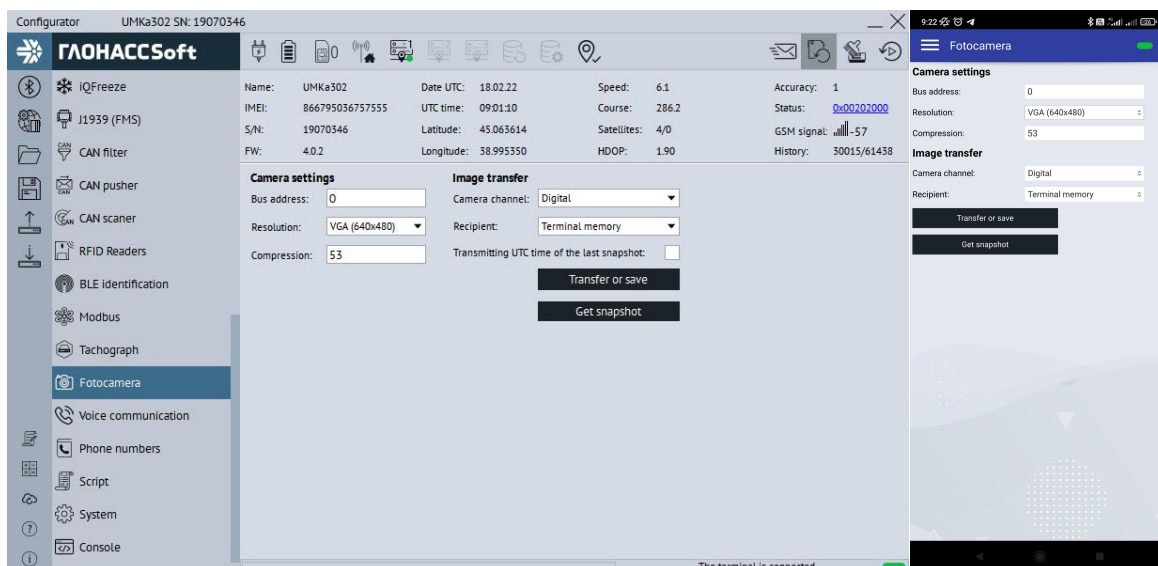 Configurator UMKa302 SN: 19070346
ГЛОНАССSoft
0
iQFreeze
J1939 (FMS)
CAN filter
CAN pusher
CAN scaner
RFID Readers
BLE identification
Modbus
Tachograph
Fotocamera
Voice communication
Phone numbers
Script
System
Console
Name: UMKa302 Date UTC: 18.02.22 Speed: 6.1 Accuracy: 1
IMEI: 866795036757555 UTC time: 09:01:10 Course: 286.2 Status: 0x00202000
S/N: 19070346 Latitude: 45.063614 Satellites: 4/0 GSM signal: -57
FW: 4.0.2 Longitude: 38.995350 HDOP: 1.90 History: 30015/61438
Camera settings Image transfer
Bus address: 0 Camera channel: Digital
Resolution: VGA (640x480) Recipient: Terminal memory
Compression: 53 Transmitting UTC time of the last snapshot:
Transfer or save
Get snapshot
The terminal is connected
9:22
Fotocamera
Camera settings
Bus address: 0
Resolution: VGA (640x480)
Compression: 53
Image transfer
Camera channel: Digital
Recipient: Terminal memory
Transfer or save
Get snapshot